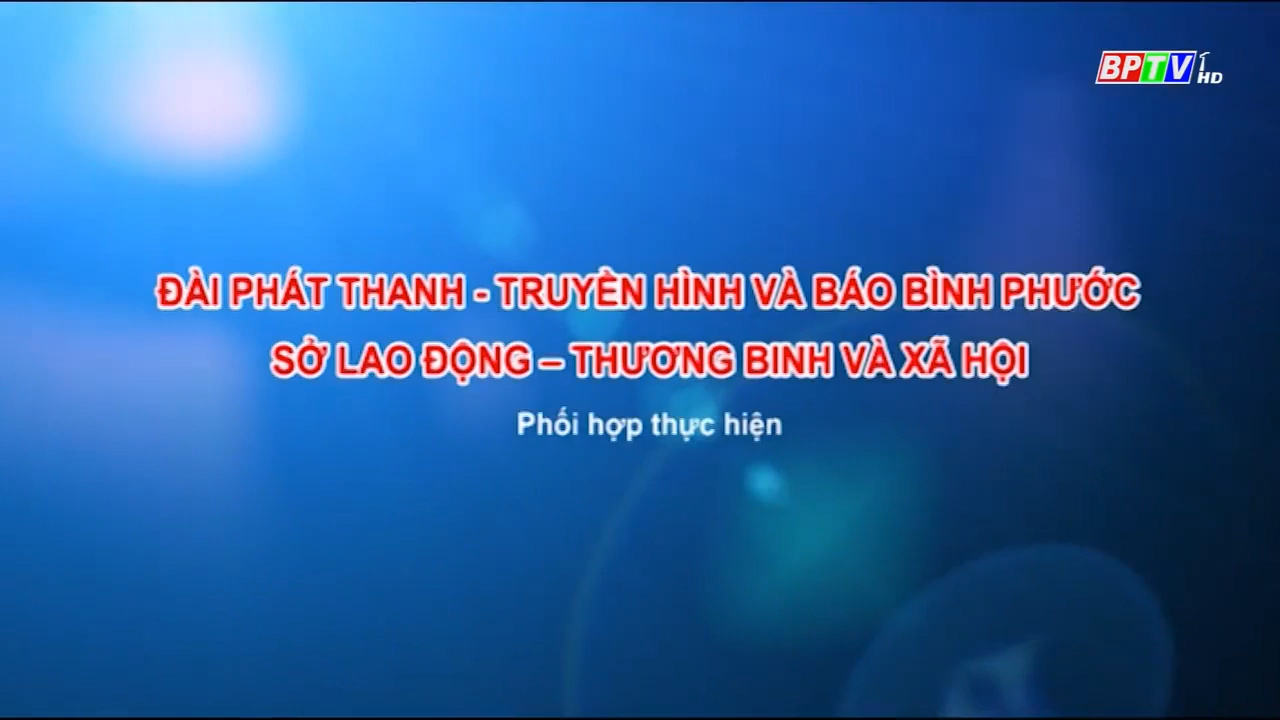 BPTV1 HD
ĐÀI PHÁT THANH - TRUYỀN HÌNH VÀ BÁO BÌNH PHƯỚC
SỞ LAO ĐỘNG – THƯƠNG BINH VÀ XÃ HỘI
Phối hợp thực hiện